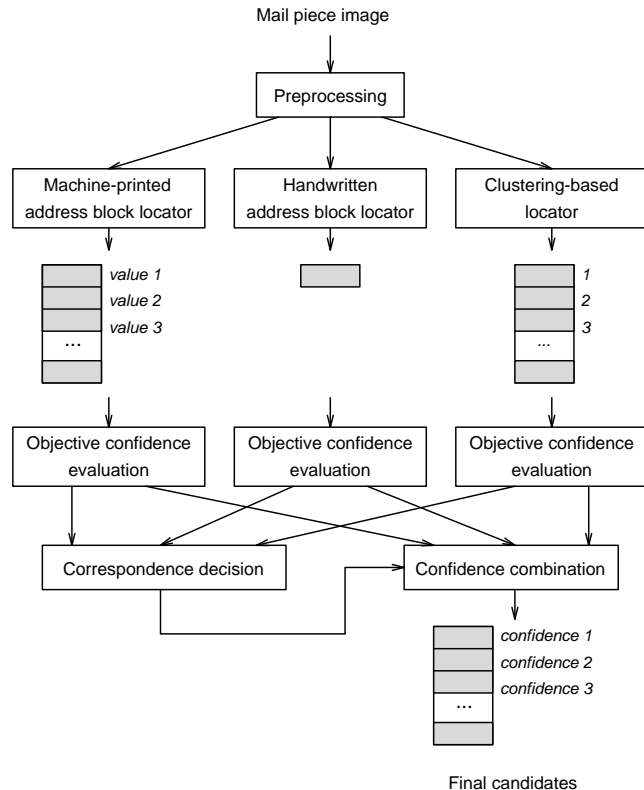 Mail piece image
Preprocessing
Machine-printed
address block locator
Handwritten
address block locator
Clustering-based
locator
value 1
value 2
value 3
...
1
2
3
...
Objective confidence
evaluation
Objective confidence
evaluation
Objective confidence
evaluation
Correspondence decision
Confidence combination
confidence 1
confidence 2
confidence 3
...
Final candidates